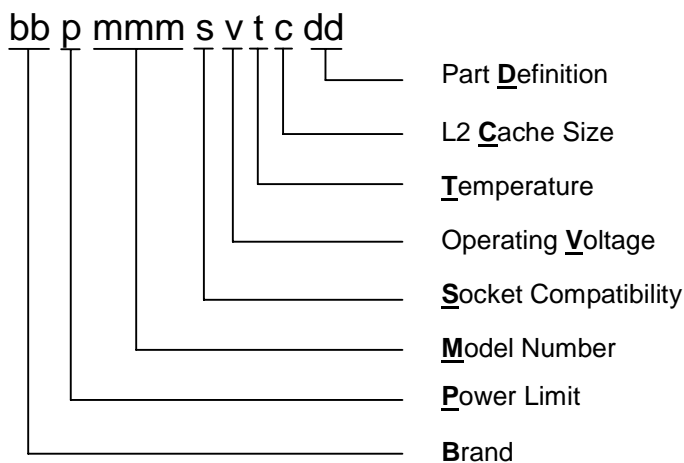 bb p mmm s v t c dd
Part Definition
L2 Cache Size
Temperature
Operating Voltage
Socket Compatibility
Model Number
Power Limit
Brand